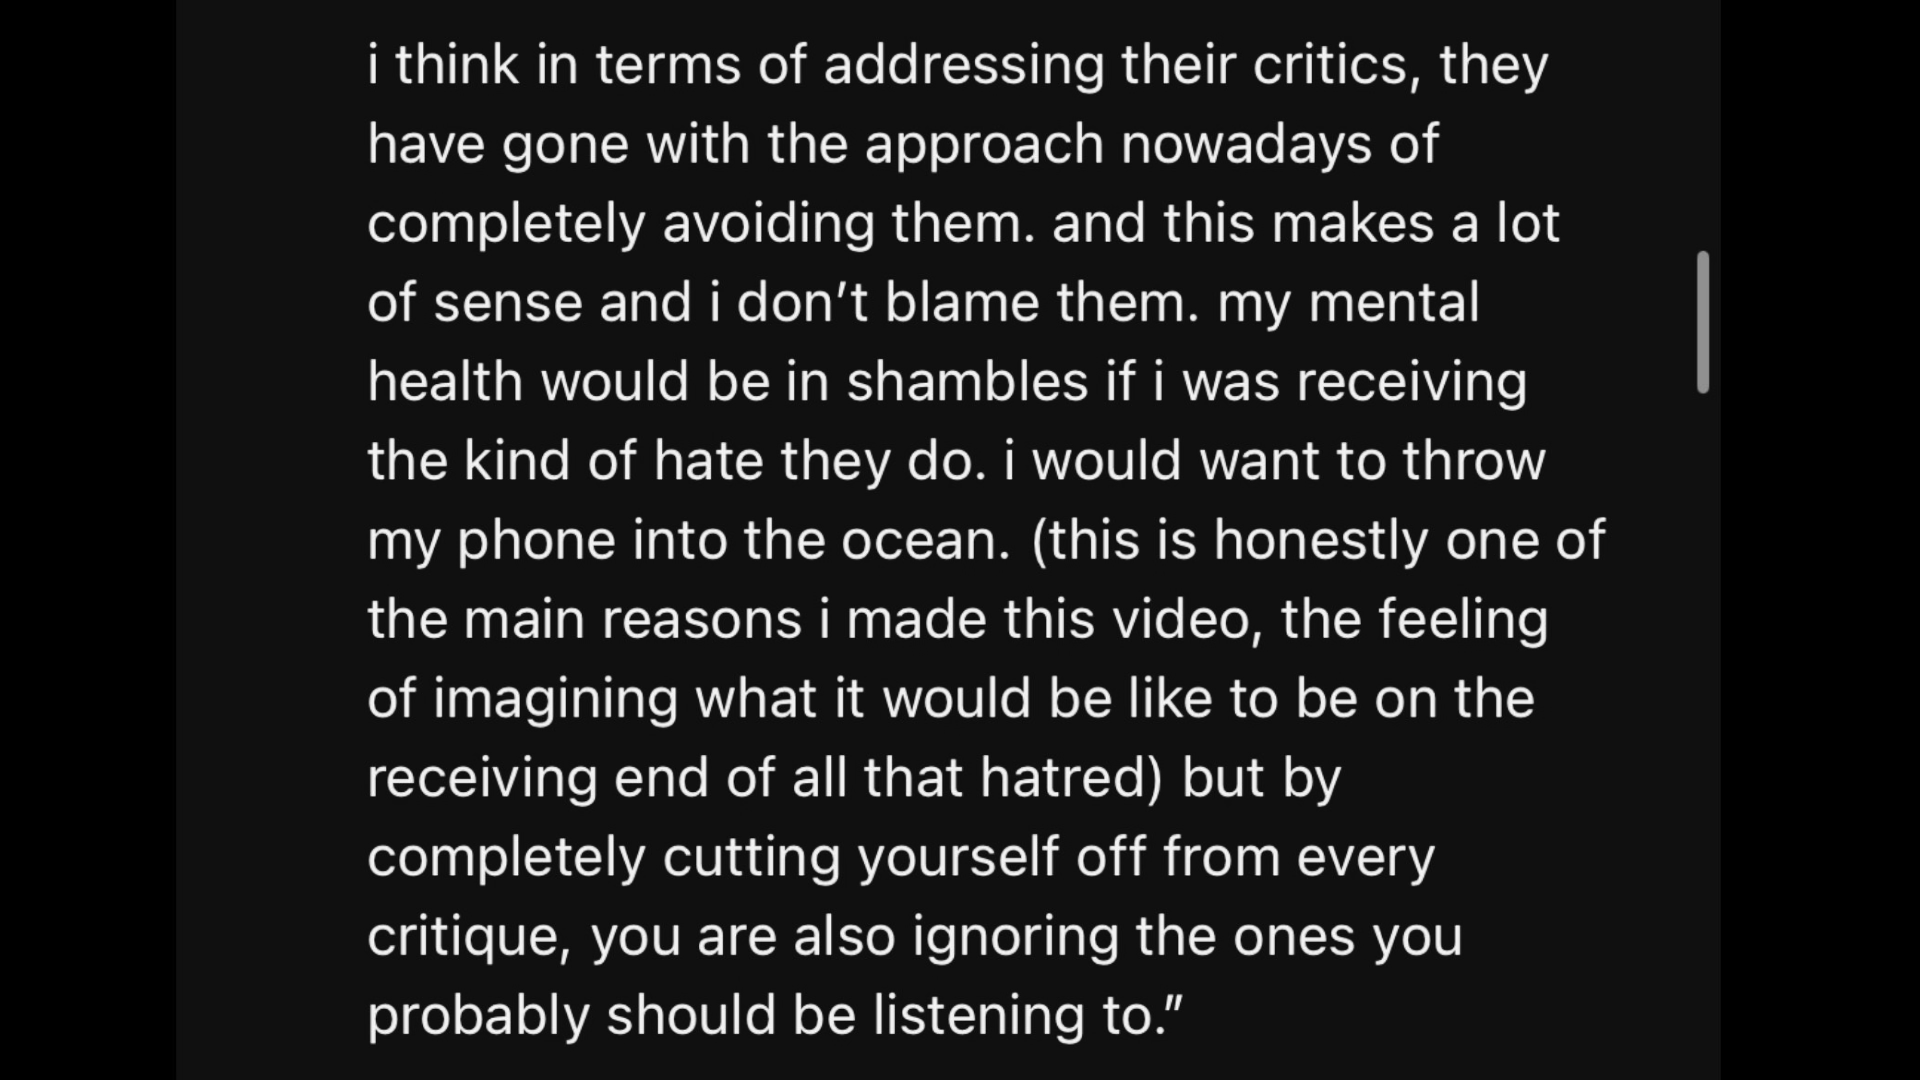 i think in terms of addressing their critics, they
have gone with the approach nowadays of
completely avoiding them. and this makes a lot
of sense and i don’t blame them. my mental
health would be in shambles if i was receiving
the kind of hate they do. i would want to throw
my phone into the ocean. (this is honestly one of
the main reasons i made this video, the feeling
of imagining what it would be like to be on the
receiving end of all that hatred) but by
completely cutting yourself off from every
critique, you are also ignoring the ones you
probably should be listening to.”